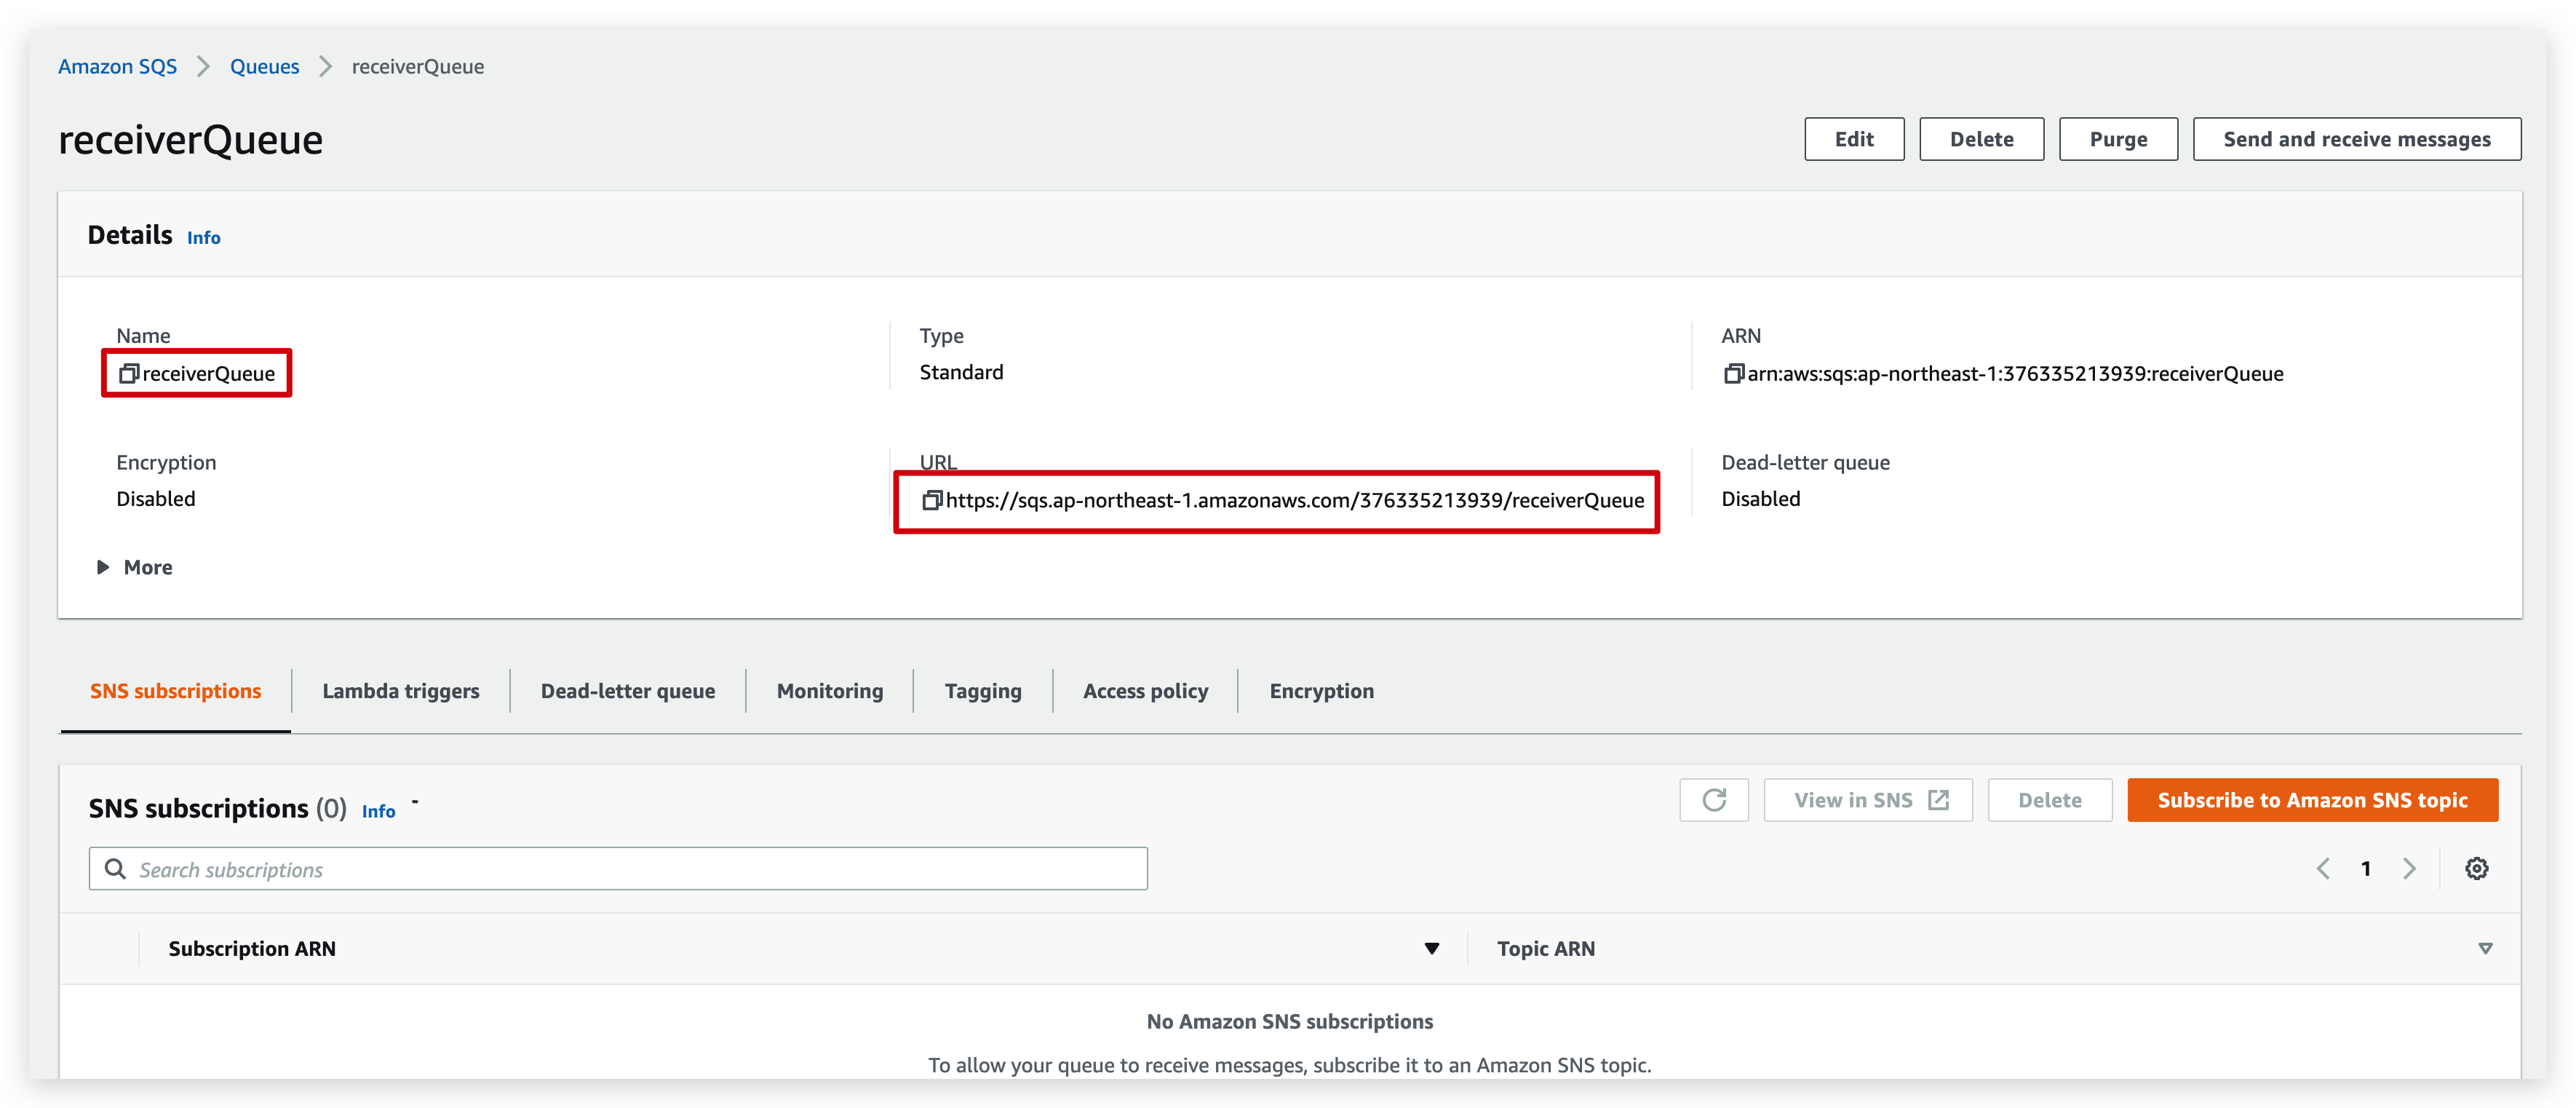 Amazon SQS > Queues > receiverQueue
receiverQueue
Edit Delete Purge Send and receive messages
Details Info
Name Type ARN
receiverQueue Standard arn:aws:sqs:ap-northeast-1:376335213939:receiverQueue
Encryption URL Dead-letter queue
Disabled https://sqs.ap-northeast-1.amazonaws.com/376335213939/receiverQueue Disabled
More
SNS subscriptions Lambda triggers Dead-letter queue Monitoring Tagging Access policy Encryption
SNS subscriptions (0) Info - View in SNS Delete Subscribe to Amazon SNS topic
Search subscriptions 1
Subscription ARN Topic ARN
No Amazon SNS subscriptions
To allow your queue to receive messages, subscribe it to an Amazon SNS topic.